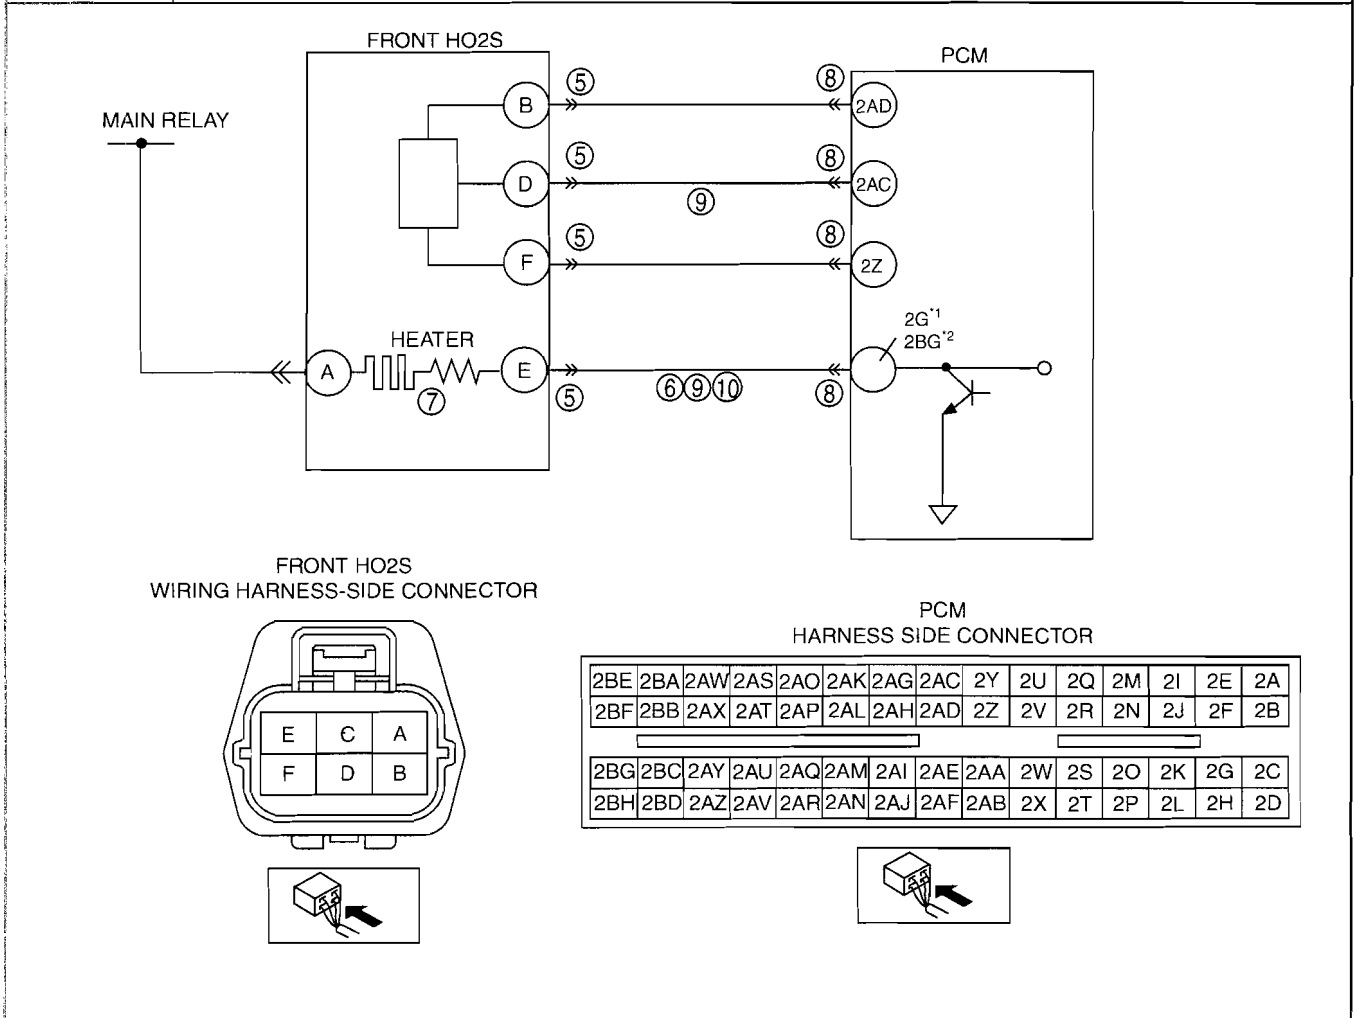 FRONT HO2S
PCM
MAIN RELAY
B
5
8
2AD
D
5
8
2AC
9
F
5
8
2Z
2G*1
2BG*2
HEATER
A
7
E
5
6 9 10
8
FRONT HO2S
WIRING HARNESS-SIDE CONNECTOR
E C A
F D B
PCM
HARNESS SIDE CONNECTOR
2BE 2BA 2AW 2AS 2AO 2AK 2AG 2AC 2Y 2U 2Q 2M 2I 2E 2A
2BF 2BB 2AX 2AT 2AP 2AL 2AH 2AD 2Z 2V 2R 2N 2J 2F 2B
2BG 2BC 2AY 2AU 2AQ 2AM 2AI 2AE 2AA 2W 2S 2O 2K 2G 2C
2BH 2BD 2AZ 2AV 2AR 2AN 2AJ 2AF 2AB 2X 2T 2P 2L 2H 2D